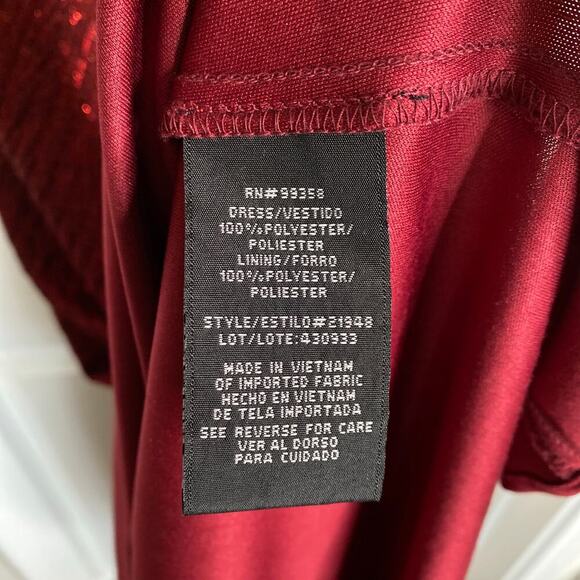 RN# 99358
DRESS/VESTIDO
100% POLYESTER/
POLIESTER
LINING/FORRO
100% POLYESTER/
POLIESTER
STYLE/ESTILO#21948
LOT/LOTE:430933
MADE IN VIETNAM
OF IMPORTED FABRIC
HECHO EN VIETNAM
DE TELA IMPORTADA
SEE REVERSE FOR CARE
VER AL DORSO
PARA CUIDADO